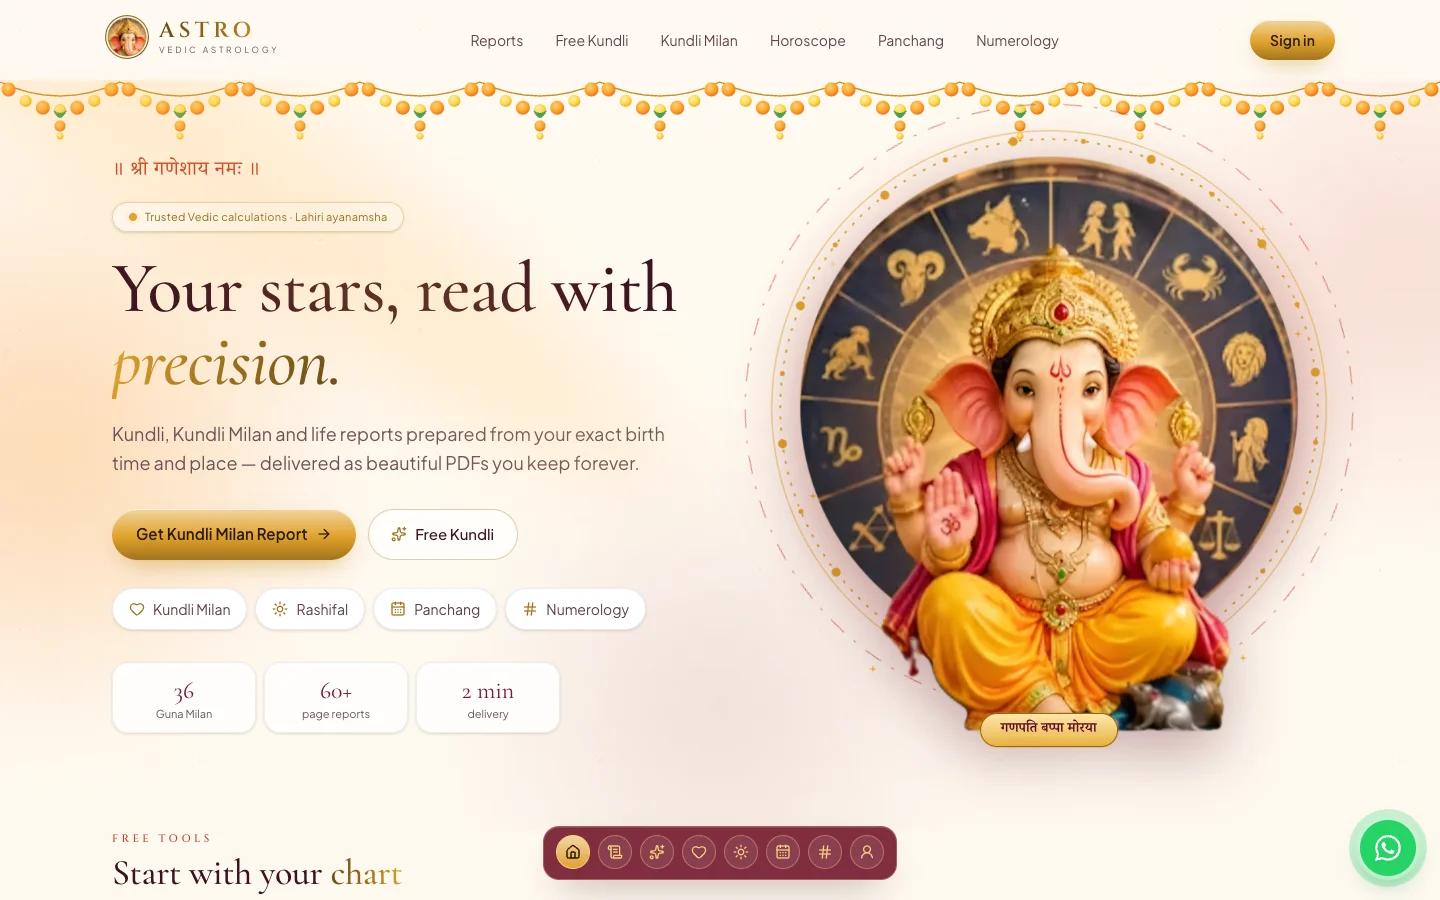 ASTRO
VEDIC ASTROLOGY
Reports
Free Kundli
Kundli Milan
Horoscope
Panchang
Numerology
Sign in
॥ श्री गणेशाय नमः ॥
Trusted Vedic calculations · Lahiri ayanamsha
Your stars, read with
precision.
Kundli, Kundli Milan and life reports prepared from your exact birth
time and place — delivered as beautiful PDFs you keep forever.
Get Kundli Milan Report →
Free Kundli
Kundli Milan
Rashifal
Panchang
Numerology
36
Guna Milan
60+
page reports
2 min
delivery
ॐ
गणपति बप्पा मोरया
FREE TOOLS
Start with your chart